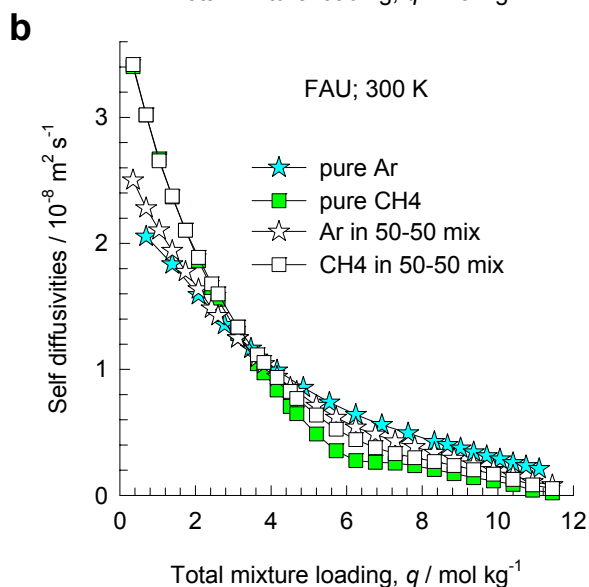 b
FAU; 300 K
pure Ar
pure CH4
Ar in 50-50 mix
CH4 in 50-50 mix
Self diffusivities / 10⁻⁸ m² s⁻¹
3
2
1
0
0 2 4 6 8 10 12
Total mixture loading, q / mol kg⁻¹